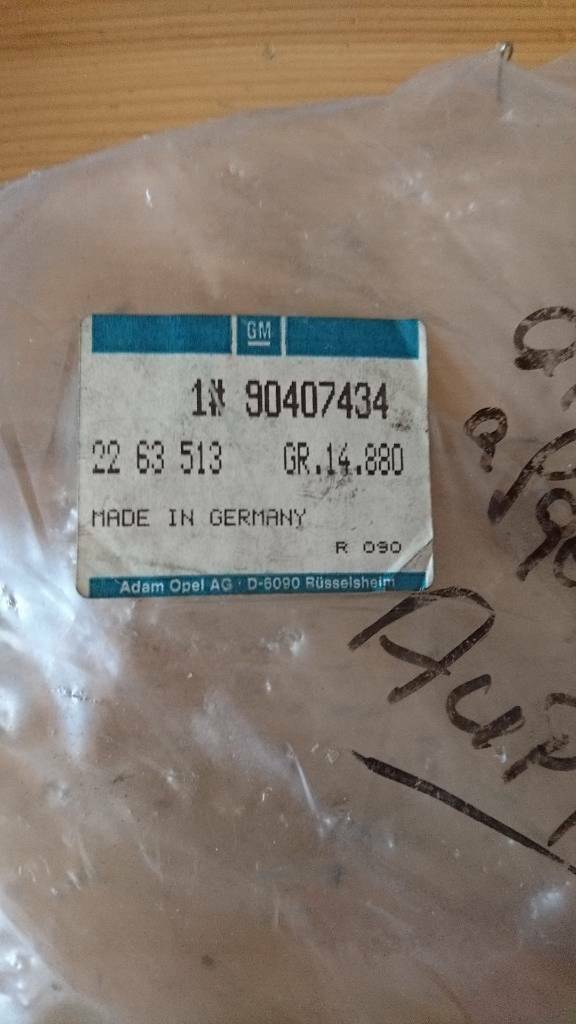 GM
1# 90407434
22 63 513 GR.14.880
MADE IN GERMANY
R 090
Adam Opel AG · D-6090 Rüsselsheim